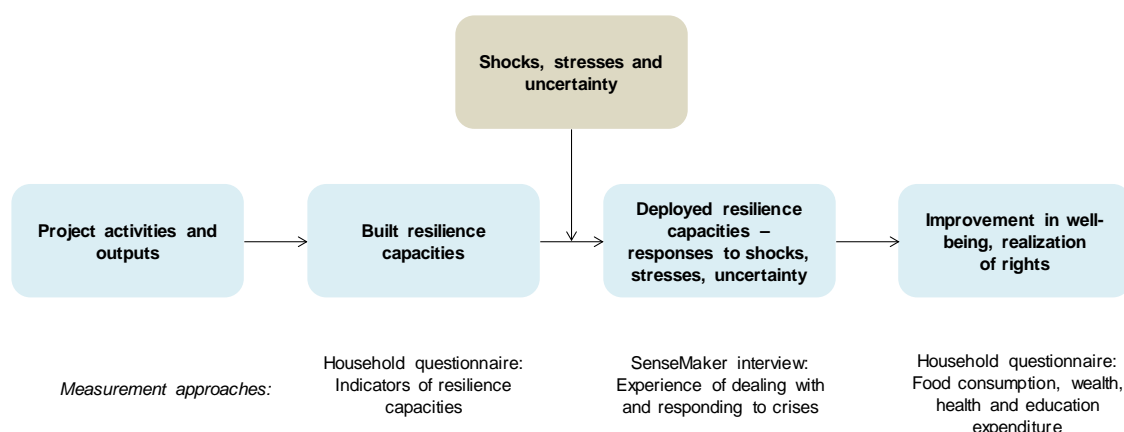 Shocks, stresses and
uncertainty
Project activities and
outputs
Built resilience
capacities
Deployed resilience
capacities –
responses to shocks,
stresses, uncertainty
Improvement in well-
being, realization
of rights
Measurement approaches:
Household questionnaire:
Indicators of resilience
capacities
SenseMaker interview:
Experience of dealing with
and responding to crises
Household questionnaire:
Food consumption, wealth,
health and education
expenditure